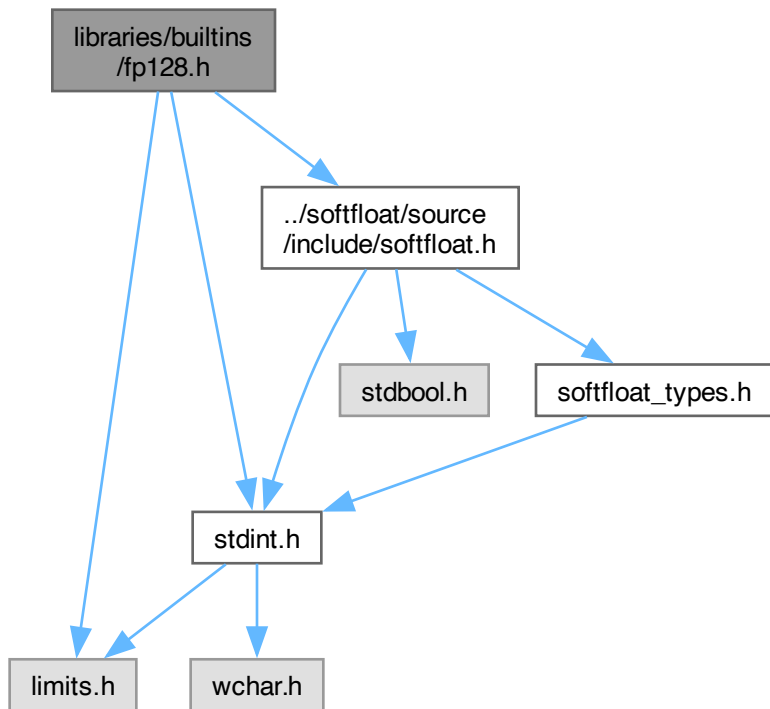 libraries/builtins
/fp128.h
../softfloat/source
/include/softfloat.h
stdbool.h
softfloat_types.h
stdint.h
limits.h
wchar.h